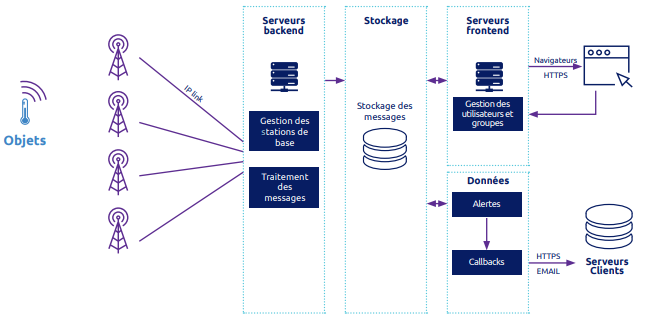 Objets
IP link
Serveurs
backend
Gestion des
stations de
base
Traitement
des
messages
Stockage
Stockage des
messages
Serveurs
frontend
Gestion des
utilisateurs et
groupes
Navigateurs
HTTPS
Données
Alertes
Callbacks
HTTPS
EMAIL
Serveurs
Clients